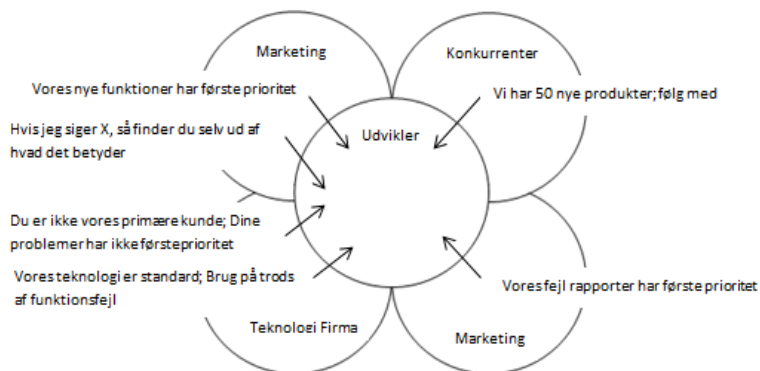 Marketing
Konkurrenter
Vores nye funktioner har første prioritet
Vi har 50 nye produkter; følg med
Hvis jeg siger X, så finder du selv ud af
hvad det betyder
Udvikler
Du er ikke vores primære kunde; Dine
problemer har ikke førsteprioritet
Vores teknologi er standard; Brug på trods
af funktionsfejl
Vores fejl rapporter har første prioritet
Teknologi Firma
Marketing